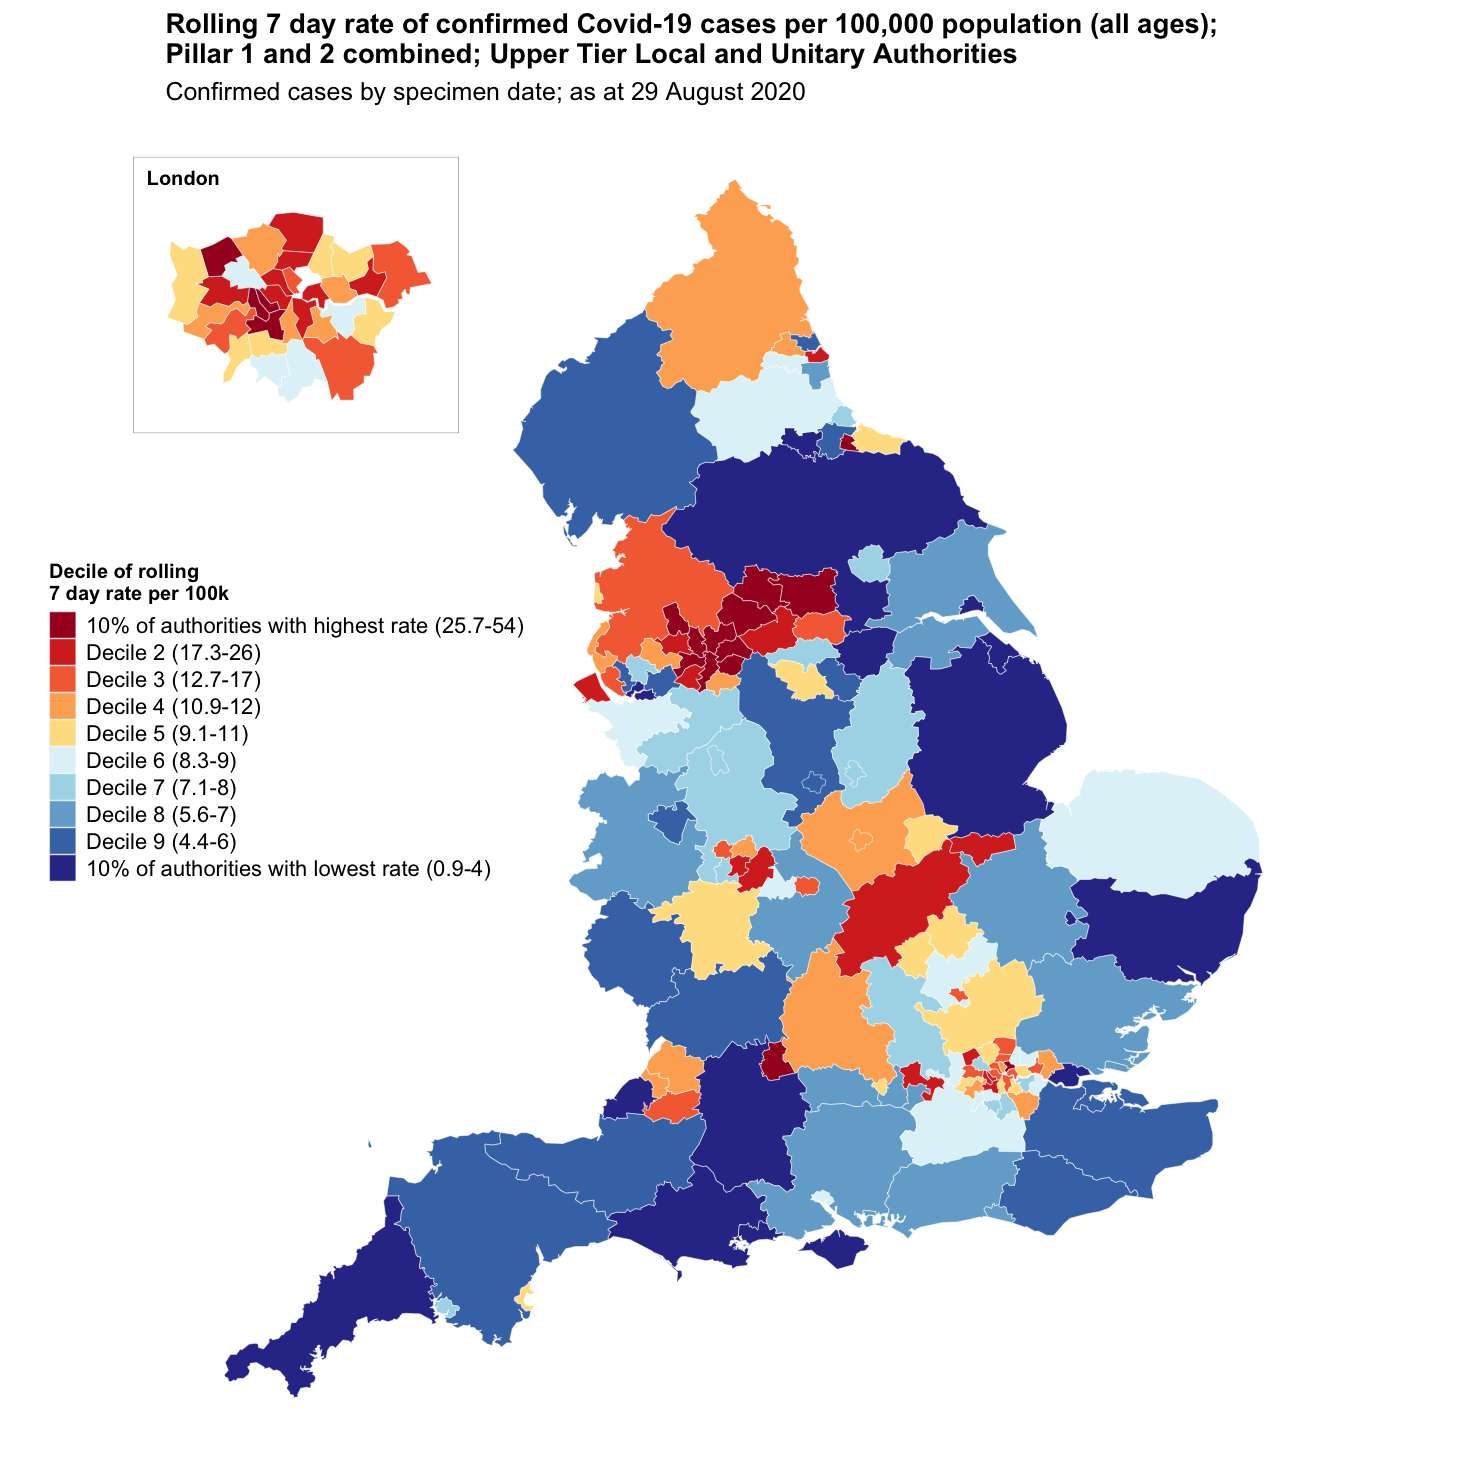 Rolling 7 day rate of confirmed Covid-19 cases per 100,000 population (all ages);
Pillar 1 and 2 combined; Upper Tier Local and Unitary Authorities
Confirmed cases by specimen date; as at 29 August 2020
London
Decile of rolling
7 day rate per 100k
10% of authorities with highest rate (25.7-54)
Decile 2 (17.3-26)
Decile 3 (12.7-17)
Decile 4 (10.9-12)
Decile 5 (9.1-11)
Decile 6 (8.3-9)
Decile 7 (7.1-8)
Decile 8 (5.6-7)
Decile 9 (4.4-6)
10% of authorities with lowest rate (0.9-4)